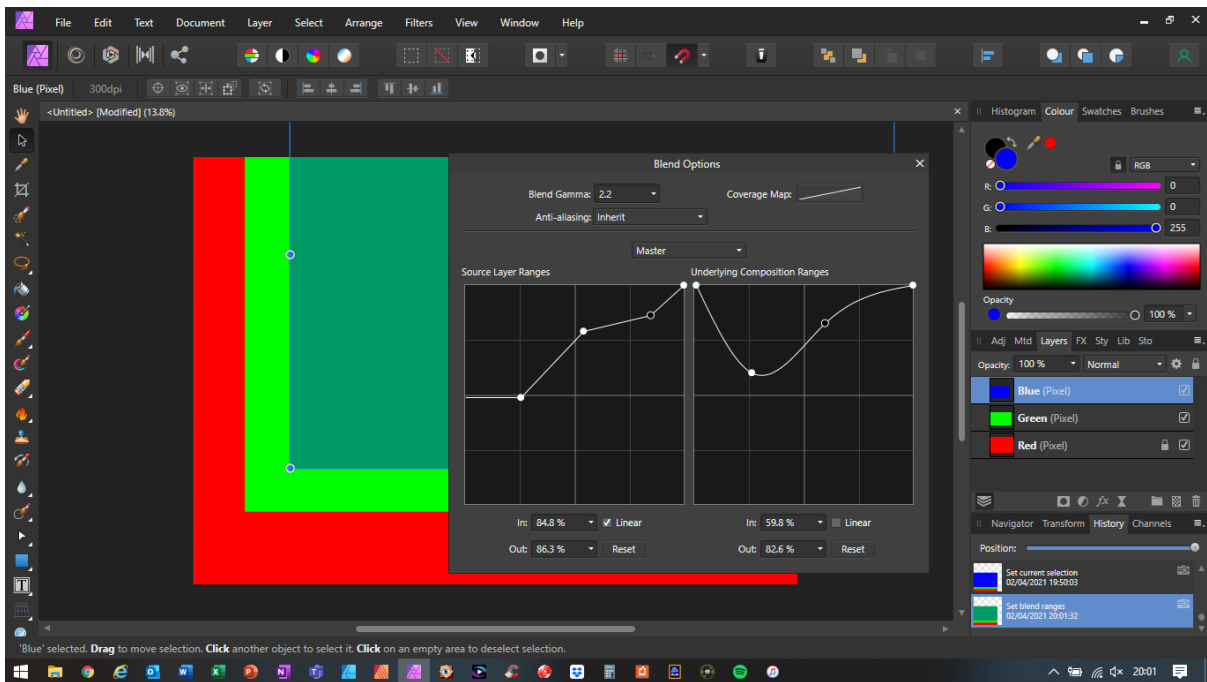 File Edit Text Document Layer Select Arrange Filters View Window Help
Blue (Pixel) 300dpi
<Untitled> [Modified] (13.8%)
Histogram Colour Swatches Brushes
RGB
R: 0
G: 0
B: 255
Opacity
100 %
Adj Mtd Layers FX Sty Lib Sto
Opacity: 100 % Normal
Blue (Pixel)
Green (Pixel)
Red (Pixel)
Navigator Transform History Channels
Position:
Set current selection
02/04/2021 19:50:03
Set blend ranges
02/04/2021 20:01:32
Blend Options
Blend Gamma: 2.2 Coverage Map:
Anti-aliasing: Inherit
Master
Source Layer Ranges Underlying Composition Ranges
In: 84.8 % Linear In: 59.8 % Linear
Out: 86.3 % Reset Out: 82.6 % Reset
'Blue' selected. Drag to move selection. Click another object to select it. Click on an empty area to deselect selection.
20:01